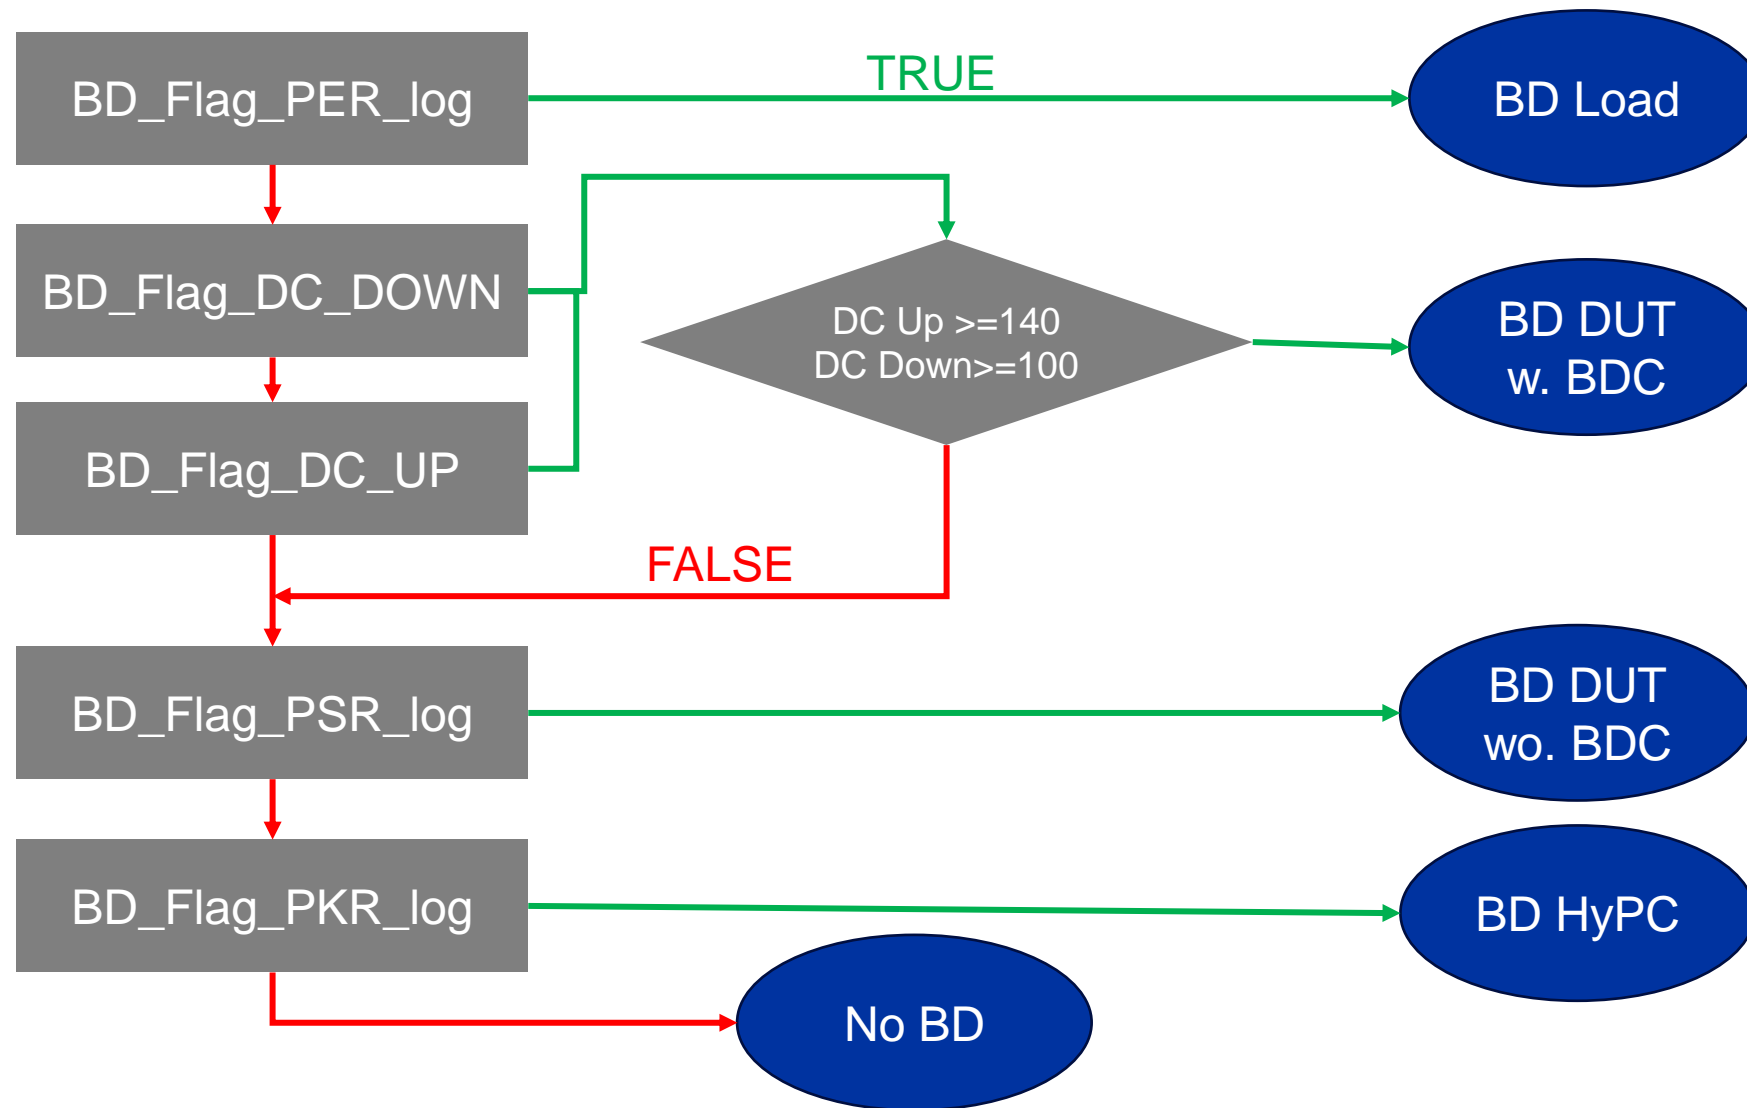 BD_Flag_PER_log
TRUE
BD Load
BD_Flag_DC_DOWN
DC Up >=140
DC Down>=100
BD DUT
w. BDC
BD_Flag_DC_UP
FALSE
BD_Flag_PSR_log
BD DUT
wo. BDC
BD_Flag_PKR_log
BD HyPC
No BD